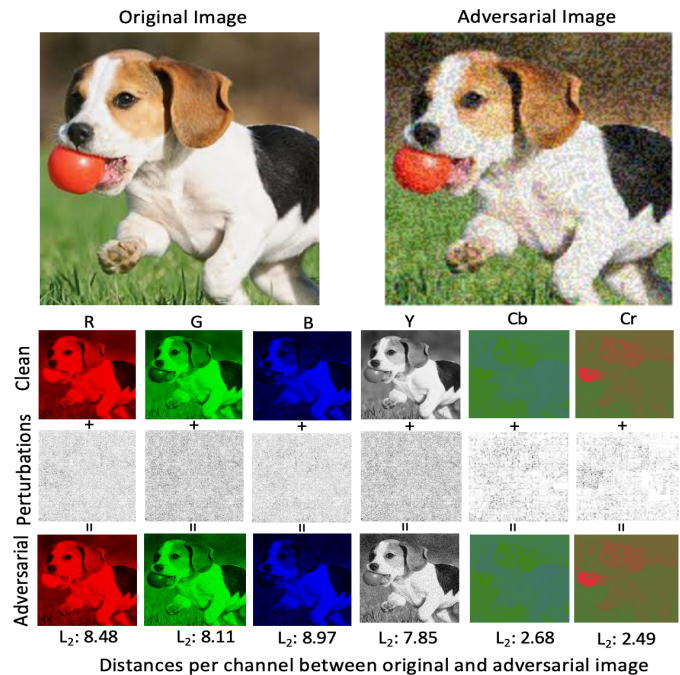 Original Image Adversarial Image
R G B Y Cb Cr
Clean
+ + + + + +
Perturbations
= = = = = =
Adversarial
L₂: 8.48 L₂: 8.11 L₂: 8.97 L₂: 7.85 L₂: 2.68 L₂: 2.49
Distances per channel between original and adversarial image